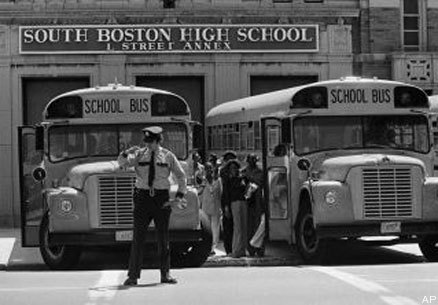 SOUTH BOSTON HIGH SCHOOL
L STREET ANNEX
SCHOOL BUS
SCHOOL BUS
AP